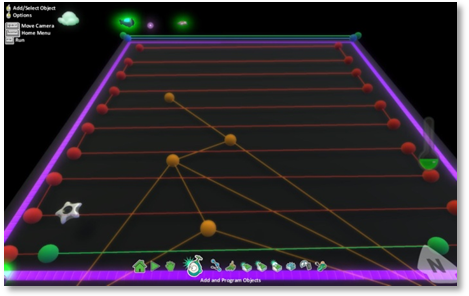 Add/Select Object
Options
Move Camera
Home Menu
Run
Add and Program Objects
N